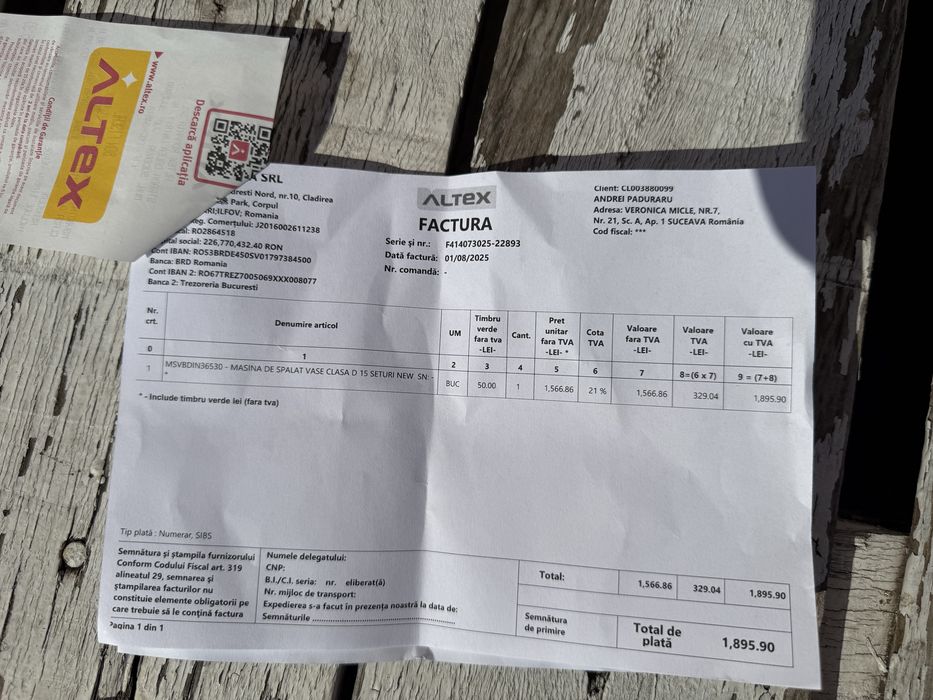 ALTEX
www.altex.ro
Descarcă aplicația
Condiții de Garanție
SRL
Nord, nr.10, Cladirea
Park, Corpul
ILFOV; Romania
Reg. Comerțului: J2016002611238
RO2864518
social: 226,770,432.40 RON
Cont IBAN: RO53BRDE450SV01797384500
Banca: BRD Romania
Cont IBAN 2: RO67TREZ7005069XXX008077
Banca 2: Trezoreria Bucuresti
ALTEX
FACTURA
Serie și nr.: F414073025-22893
Dată factură: 01/08/2025
Nr. comandă: -
Client: CL003880099
ANDREI PADURARU
Adresa: VERONICA MICLE, NR.7,
Nr. 21, Sc. A, Ap. 1 SUCEAVA România
Cod fiscal: ***
Nr. crt. Denumire articol UM Timbru verde fara tva -LEI- Cant. Pret unitar fara TVA -LEI- * Cota TVA Valoare fara TVA -LEI- Valoare TVA -LEI- Valoare cu TVA -LEI-
0 1 2 3 4 5 6 7 8=(6 x 7) 9 = (7+8)
1 MSVBDIN36530 - MASINA DE SPALAT VASE CLASA D 15 SETURI NEW SN: - BUC 50.00 1 1,566.86 21 % 1,566.86 329.04 1,895.90
*
* - Include timbru verde lei (fara tva)
Tip plată : Numerar, SIBS
Semnătura și ștampila furnizorului
Conform Codului Fiscal art. 319
alineatul 29, semnarea și
ștampilarea facturilor nu
constituie elemente obligatorii pe
care trebuie să le conțină factura
Numele delegatului:
CNP:
B.I./C.I. seria: nr. eliberat(ă)
Nr. mijloc de transport:
Expedierea s-a facut în prezența noastră la data de:
Semnăturile ........................................
Total: 1,566.86 329.04 1,895.90
Semnătura
de primire
Total de
plată
1,895.90
Pagina 1 din 1